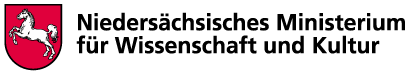 Niedersächsisches Ministerium
für Wissenschaft und Kultur